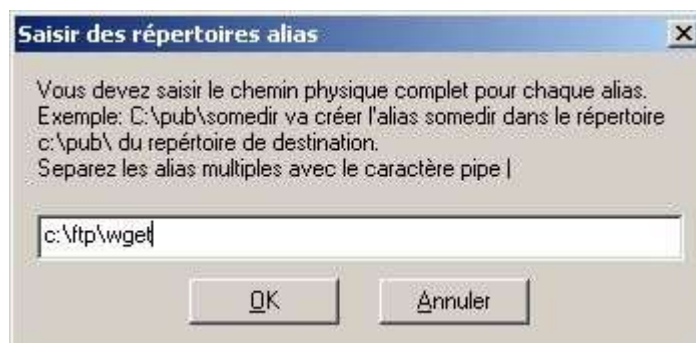 Saisir des répertoires alias
Vous devez saisir le chemin physique complet pour chaque alias.
Exemple: C:\pub\somedir va créer l'alias somedir dans le répertoire
c:\pub\ du repértoire de destination.
Separez les alias multiples avec le caractère pipe |
c:\ftp\wget
OK Annuler